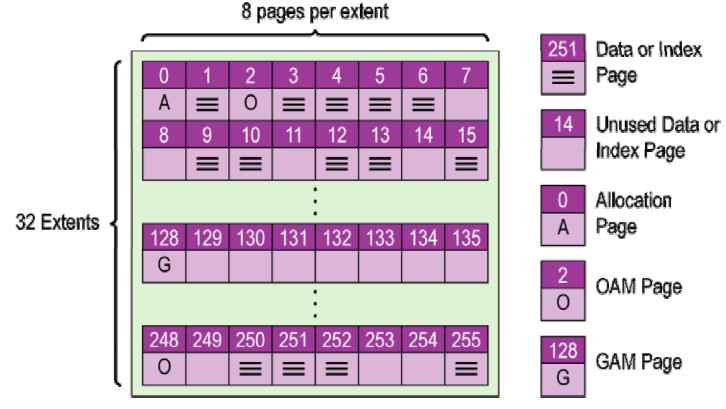 8 pages per extent
32 Extents
0 1 2 3 4 5 6 7
A ≡ O ≡ ≡ ≡ ≡
8 9 10 11 12 13 14 15
≡ ≡ ≡ ≡ ≡
⋮
128 129 130 131 132 133 134 135
G
⋮
248 249 250 251 252 253 254 255
O ≡ ≡ ≡ ≡
251 Data or Index
≡ Page
14 Unused Data or
Index Page
0 Allocation
A Page
2
OAM Page
O
128
GAM Page
G